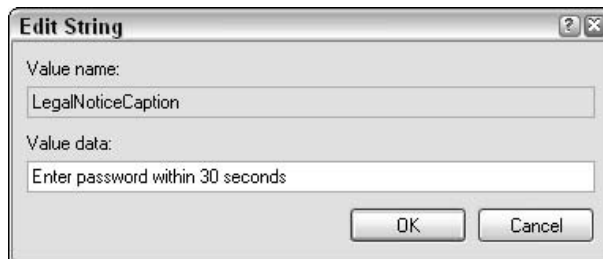 Edit String
Value name:
LegalNoticeCaption
Value data:
Enter password within 30 seconds
OK Cancel